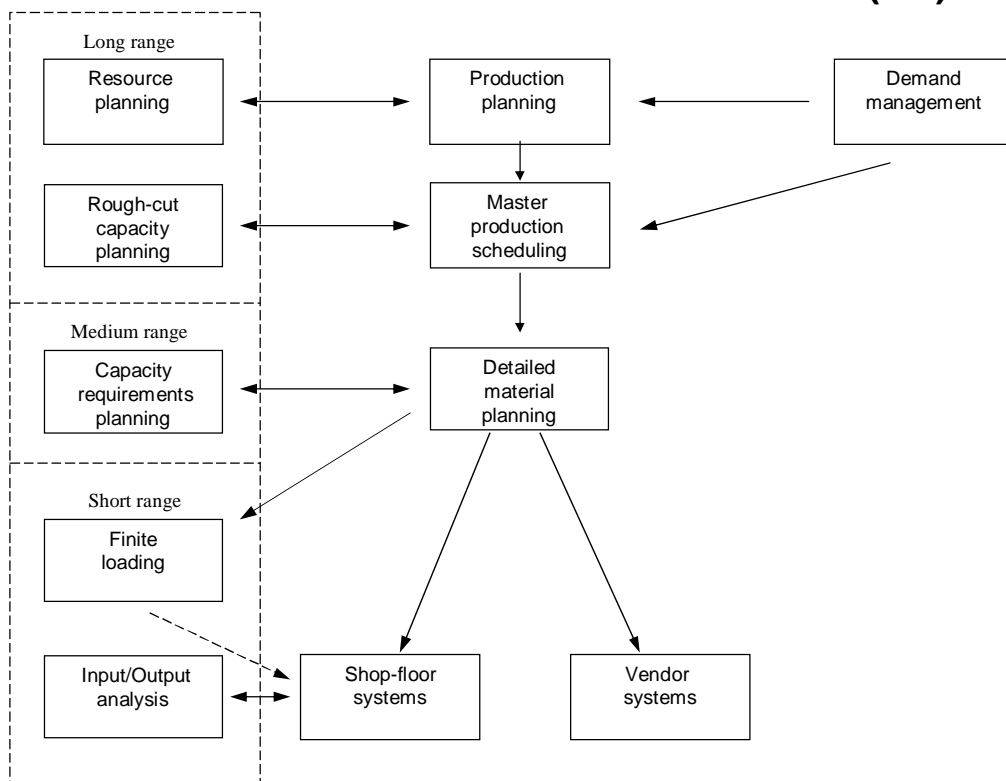 Long range
Resource
planning
Production
planning
Demand
management
Rough-cut
capacity
planning
Master
production
scheduling
Medium range
Capacity
requirements
planning
Detailed
material
planning
Short range
Finite
loading
Input/Output
analysis
Shop-floor
systems
Vendor
systems